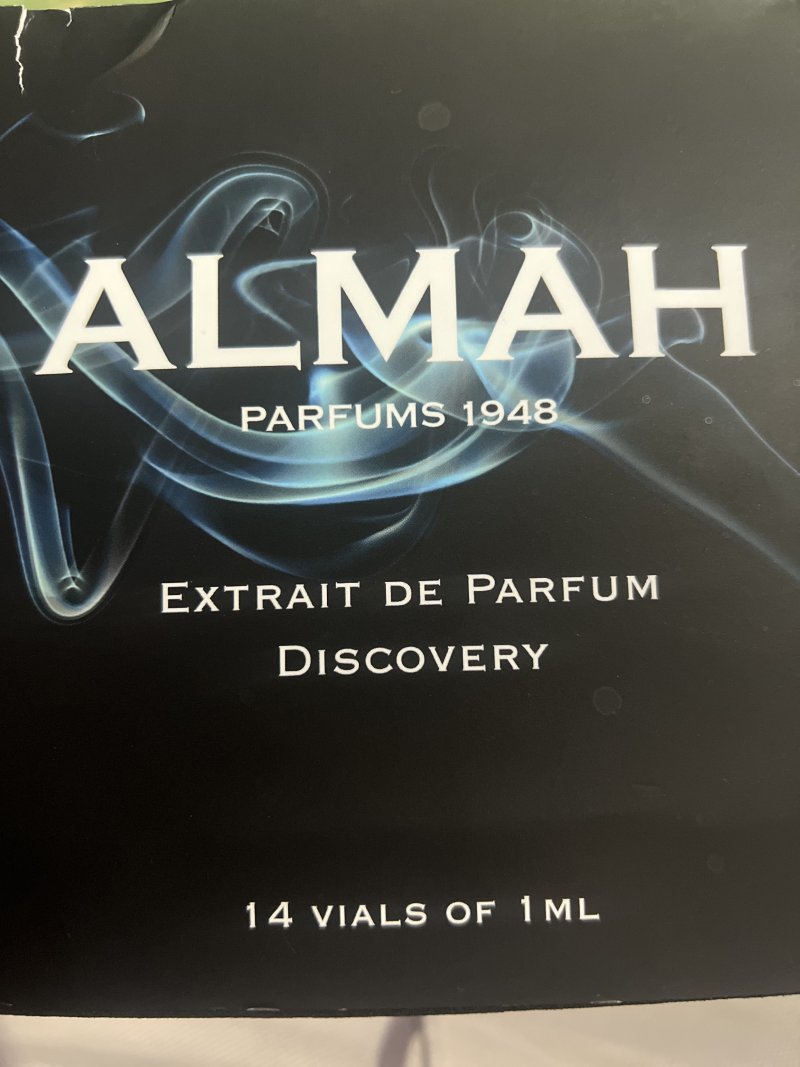 ALMAH
PARFUMS 1948
EXTRAIT DE PARFUM
DISCOVERY
14 VIALS OF 1ML